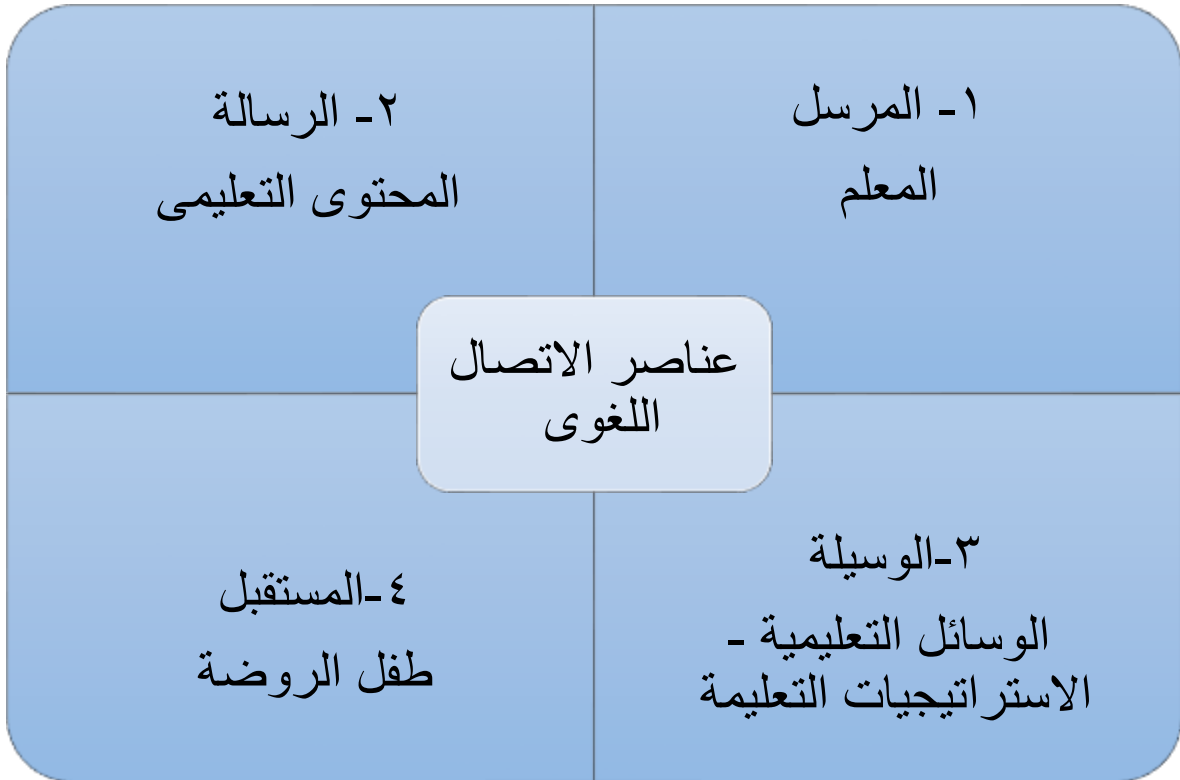 ١- المرسل
المعلم
٢- الرسالة
المحتوى التعليمى
عناصر الاتصال
اللغوى
٣-الوسيلة
الوسائل التعليمية -
الاستراتيجيات التعليمة
٤-المستقبل
طفل الروضة